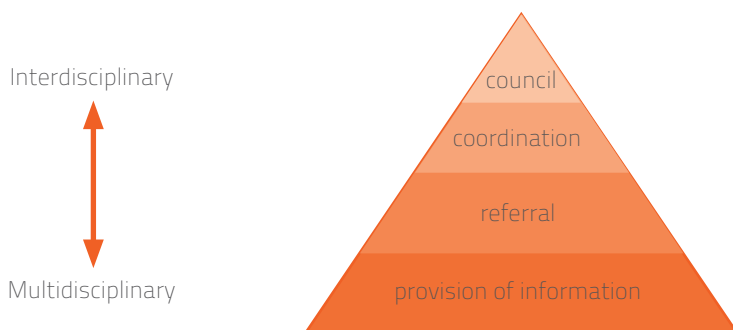 Interdisciplinary
council
coordination
referral
Multidisciplinary
provision of information